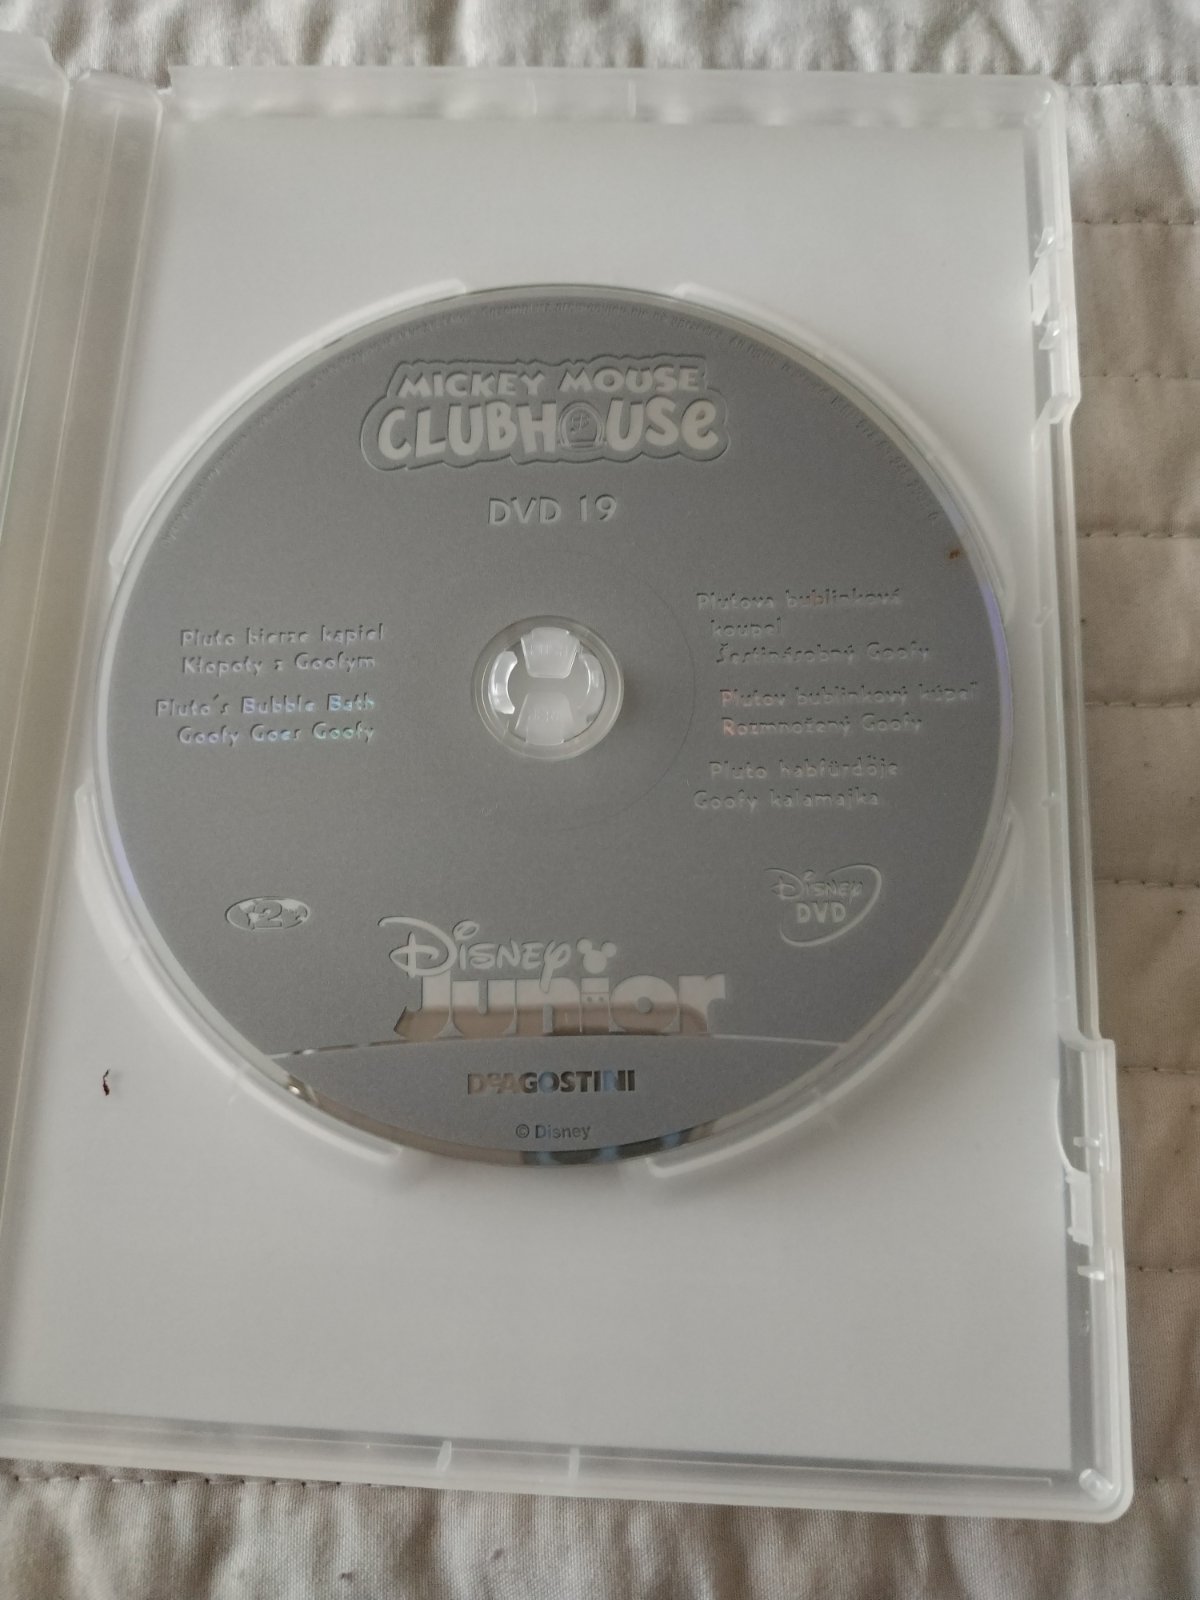 MICKEY MOUSE
CLUBHOUSE
DVD 19
Pluto bierze kąpiel
Kłopoty z Goofym
Pluto's Bubble Bath
Goofy Goes Goofy
Plutova bublinková
koupel
Šestinásobný Goofy
Plutov bublinkový kúpeľ
Rozmnožený Goofy
Pluto habfürdője
Goofy kalamajka
2
DISNEY
DVD
DISNEY
Junior
DEAGOSTINI
© Disney